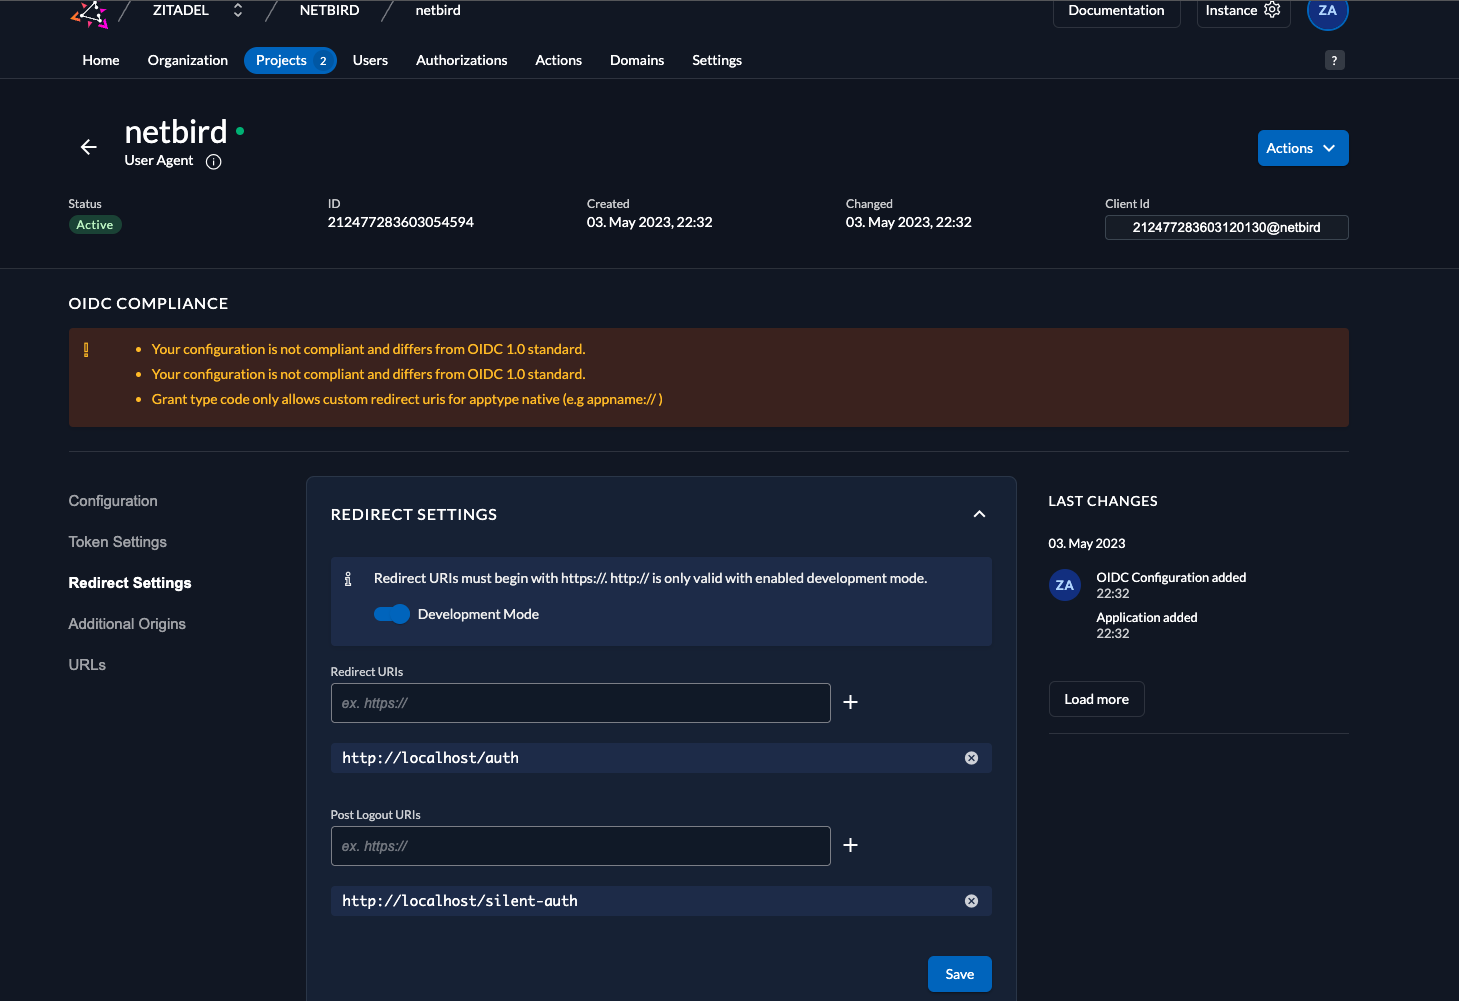 ZITADEL NETBIRD netbird Documentation Instance ZA
Home Organization Projects 2 Users Authorizations Actions Domains Settings ?
netbird
User Agent
Actions
Status ID Created Changed Client Id
Active 212477283603054594 03. May 2023, 22:32 03. May 2023, 22:32 212477283603120130@netbird
OIDC COMPLIANCE
Your configuration is not compliant and differs from OIDC 1.0 standard.
Your configuration is not compliant and differs from OIDC 1.0 standard.
Grant type code only allows custom redirect uris for apptype native (e.g appname:// )
Configuration
Token Settings
Redirect Settings
Additional Origins
URLs
REDIRECT SETTINGS
Redirect URIs must begin with https://. http:// is only valid with enabled development mode.
Development Mode
Redirect URIs
ex. https://
http://localhost/auth
Post Logout URIs
ex. https://
http://localhost/silent-auth
Save
LAST CHANGES
03. May 2023
ZA
OIDC Configuration added
22:32
Application added
22:32
Load more